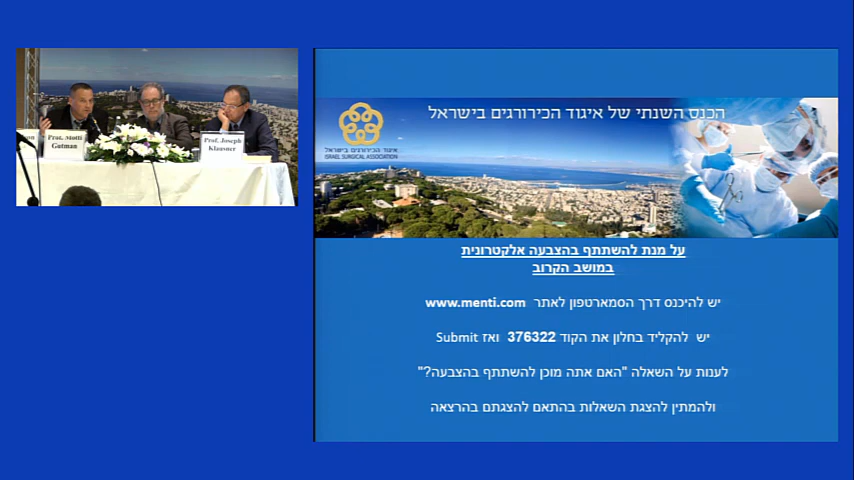 on
Prof. Motti
Gutman
Prof. Joseph
Klausner
הכנס השנתי של איגוד הכירורגים בישראל
איגוד הכירורגים בישראל
ISRAEL SURGICAL ASSOCIATION
על מנת להשתתף בהצבעה אלקטרונית
במושב הקרוב
יש להיכנס דרך הסמארטפון לאתר www.menti.com
יש להקליד בחלון את הקוד 376322 ואז Submit
לענות על השאלה "האם אתה מוכן להשתתף בהצבעה?"
ולהמתין להצגת השאלות בהתאם להצגתם בהרצאה